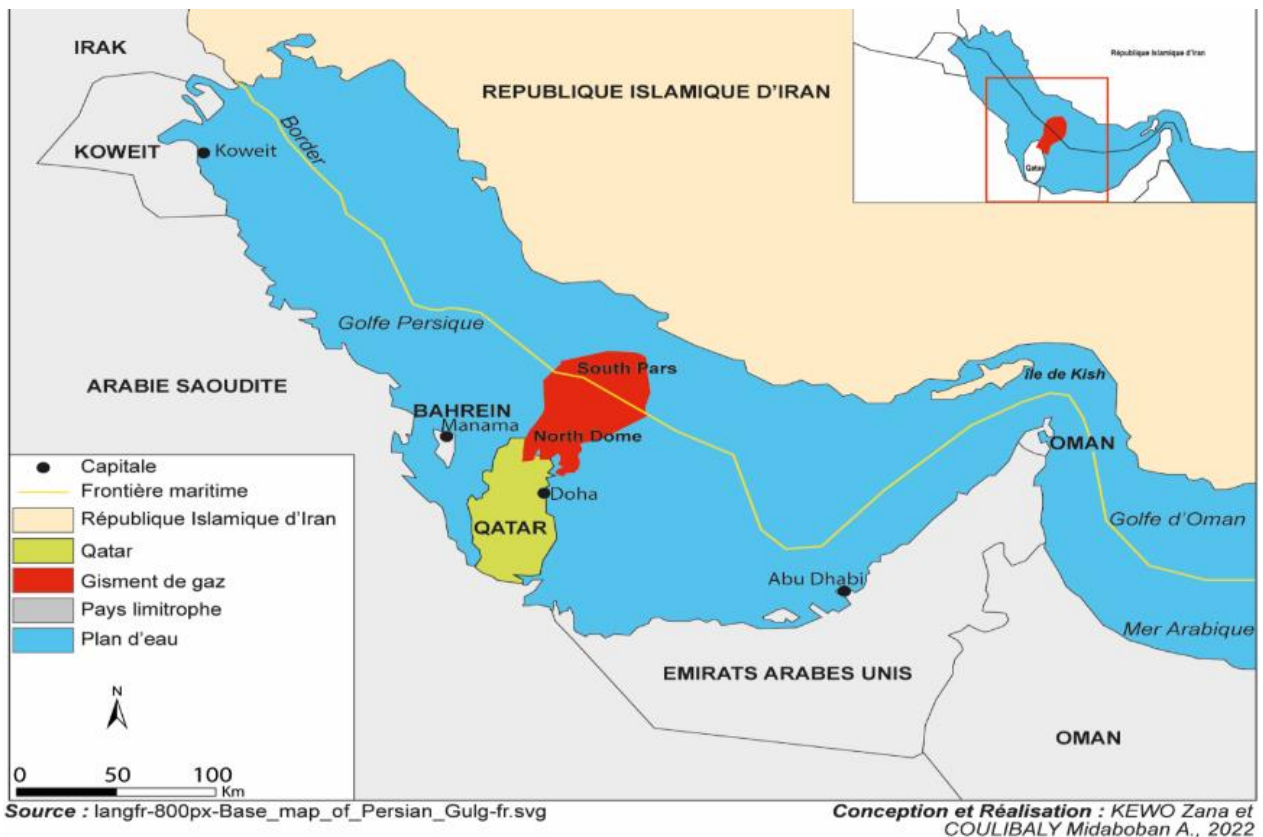 IRAK
REPUBLIQUE ISLAMIQUE D'IRAN
République Islamique d'Iran
Qatar
KOWEIT
Koweit
Border
Golfe Persique
ARABIE SAOUDITE
South Pars
île de Kish
BAHREIN
Manama
North Dome
OMAN
Doha
QATAR
Golfe d'Oman
Abu Dhabi
Mer Arabique
EMIRATS ARABES UNIS
OMAN
Capitale
Frontière maritime
République Islamique d'Iran
Qatar
Gisment de gaz
Pays limitrophe
Plan d'eau
N
0 50 100
Km
Source : langfr-800px-Base_map_of_Persian_Gulg-fr.svg
Conception et Réalisation : KEWO Zana et
COULIBALY Midaboban A., 2022